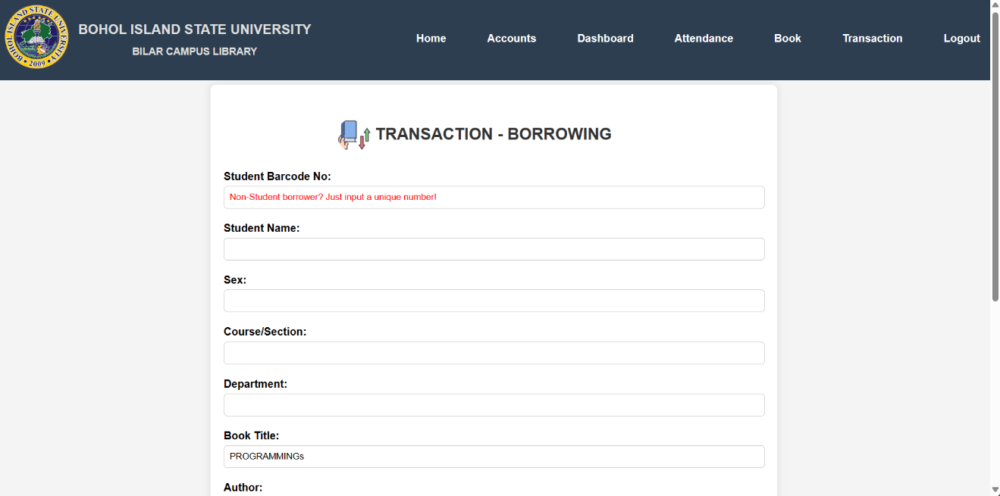 BOHOL ISLAND STATE UNIVERSITY
2009
BOHOL ISLAND STATE UNIVERSITY
BILAR CAMPUS LIBRARY
Home
Accounts
Dashboard
Attendance
Book
Transaction
Logout
TRANSACTION - BORROWING
Student Barcode No:
Non-Student borrower? Just input a unique number!
Student Name:
Sex:
Course/Section:
Department:
Book Title:
PROGRAMMINGs
Author: